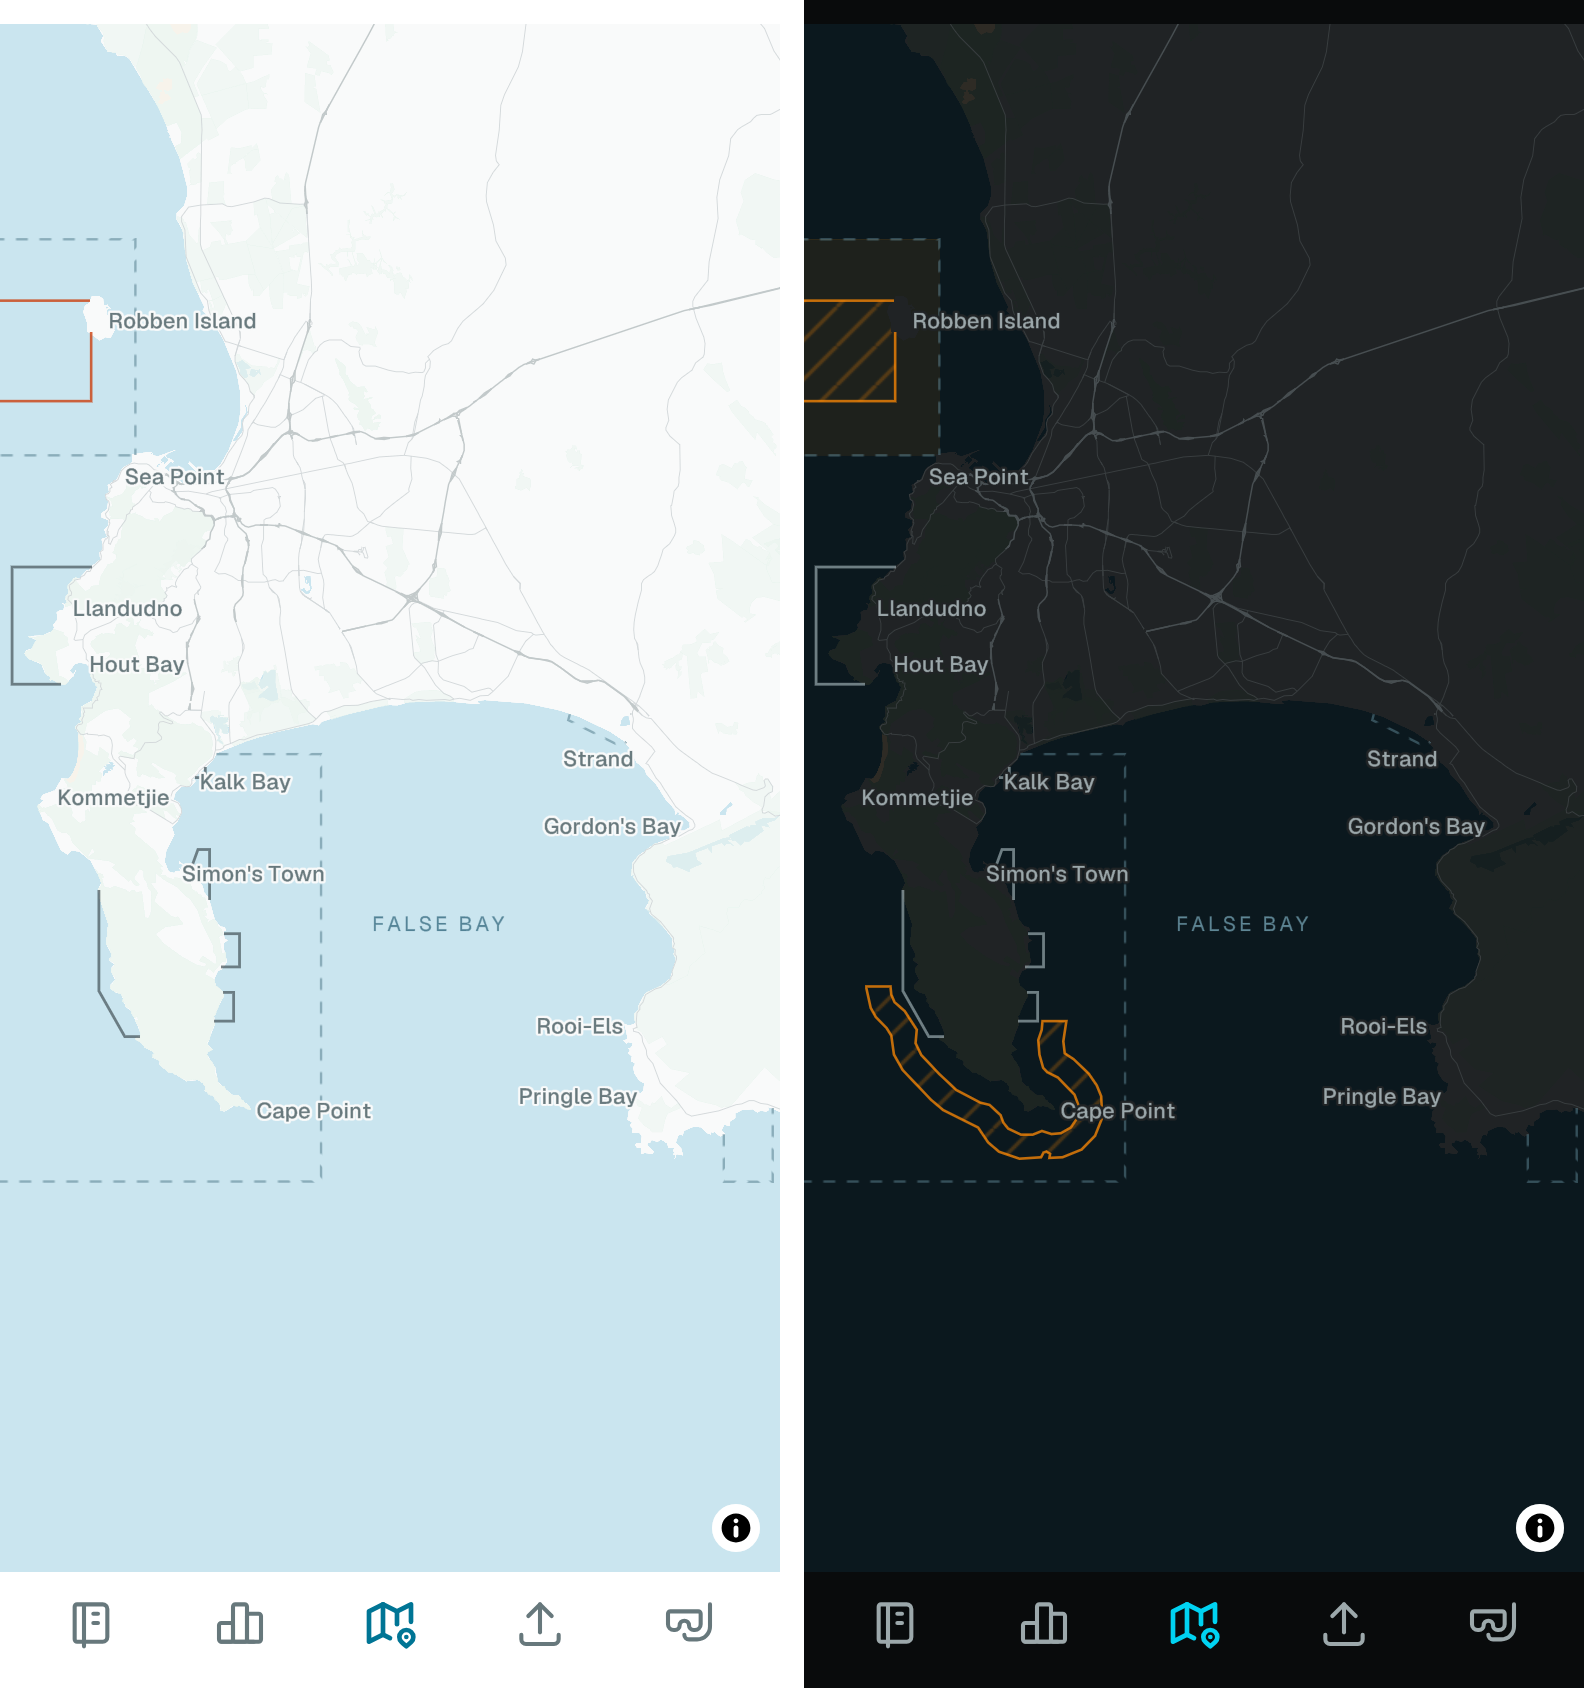 Robben Island
Sea Point
Llandudno
Hout Bay
Strand
Kalk Bay
Kommetjie
Gordon's Bay
Simon's Town
FALSE BAY
Rooi-Els
Pringle Bay
Cape Point
Robben Island
Sea Point
Llandudno
Hout Bay
Strand
Kalk Bay
Kommetjie
Gordon's Bay
Simon's Town
FALSE BAY
Rooi-Els
Pringle Bay
Cape Point